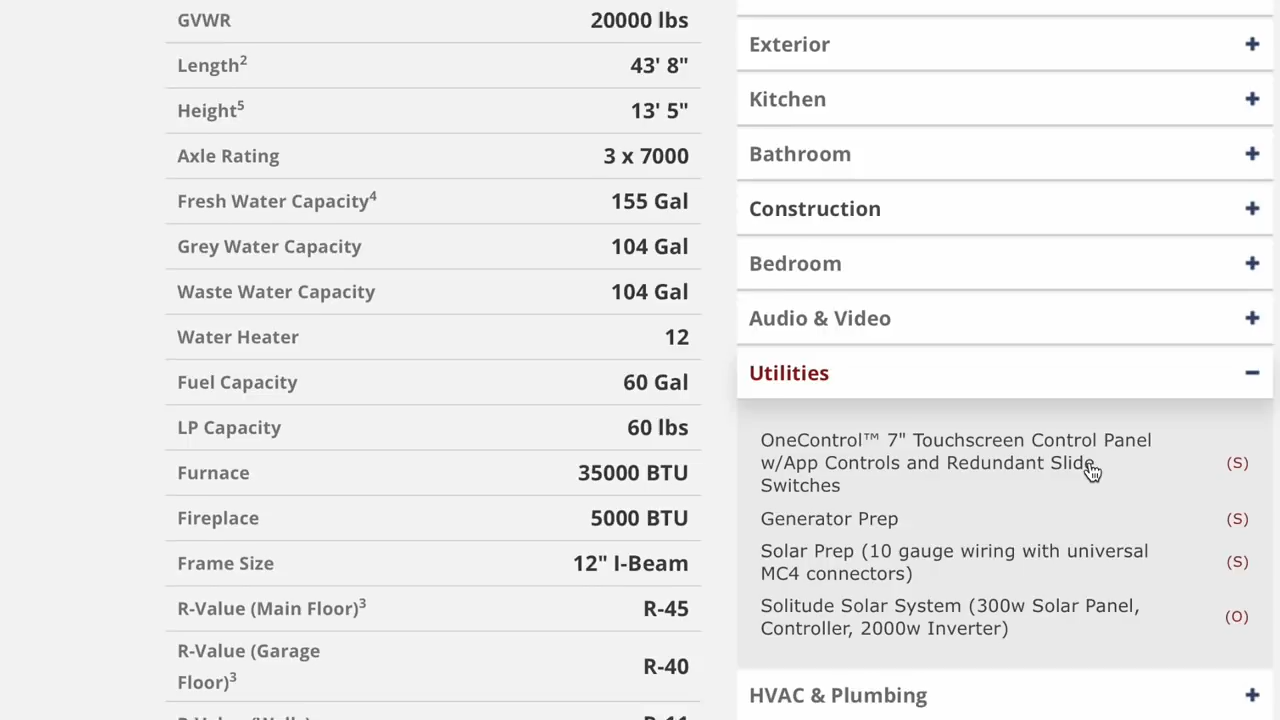 GVWR 20000 lbs
Length2 43' 8"
Height5 13' 5"
Axle Rating 3 x 7000
Fresh Water Capacity4 155 Gal
Grey Water Capacity 104 Gal
Waste Water Capacity 104 Gal
Water Heater 12
Fuel Capacity 60 Gal
LP Capacity 60 lbs
Furnace 35000 BTU
Fireplace 5000 BTU
Frame Size 12" I-Beam
R-Value (Main Floor)3 R-45
R-Value (Garage
Floor)3 R-40
Exterior
Kitchen
Bathroom
Construction
Bedroom
Audio & Video
Utilities
OneControl™ 7" Touchscreen Control Panel
w/App Controls and Redundant Slide (S)
Switches
Generator Prep (S)
Solar Prep (10 gauge wiring with universal
MC4 connectors) (S)
Solitude Solar System (300w Solar Panel,
Controller, 2000w Inverter) (O)
HVAC & Plumbing